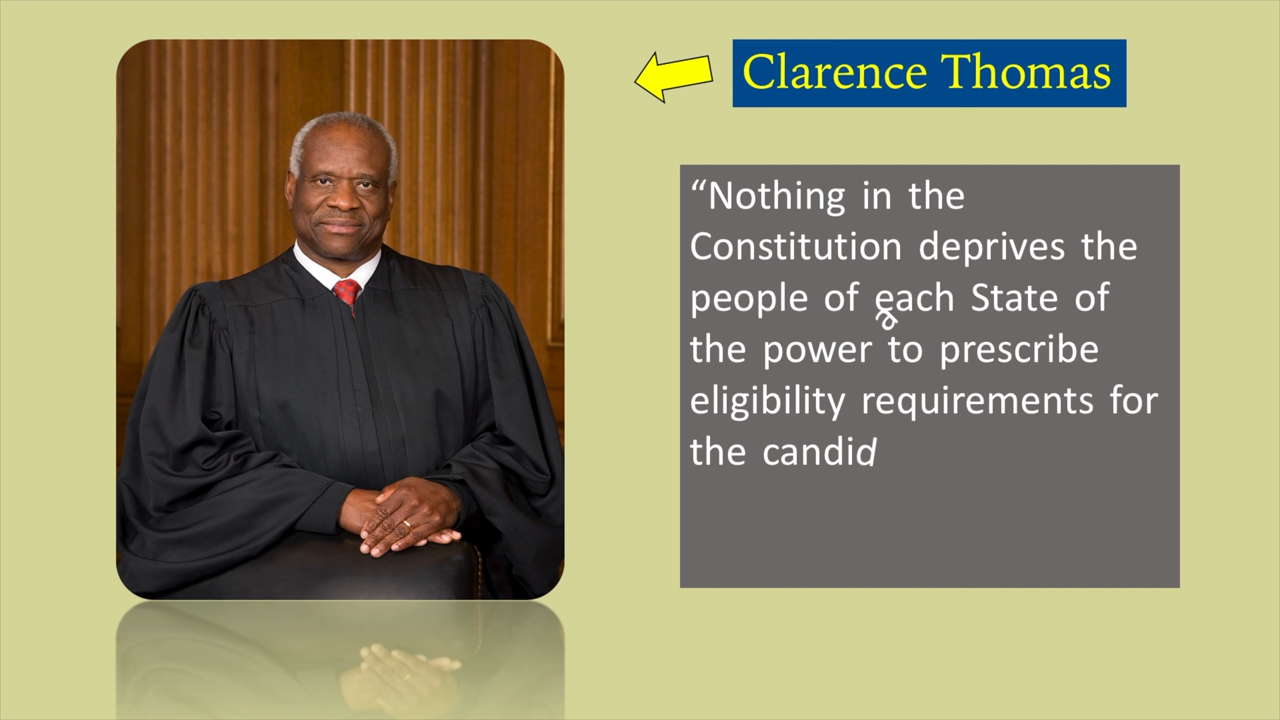 Clarence Thomas
“Nothing in the
Constitution deprives the
people of each State of
the power to prescribe
eligibility requirements for
the candid
a